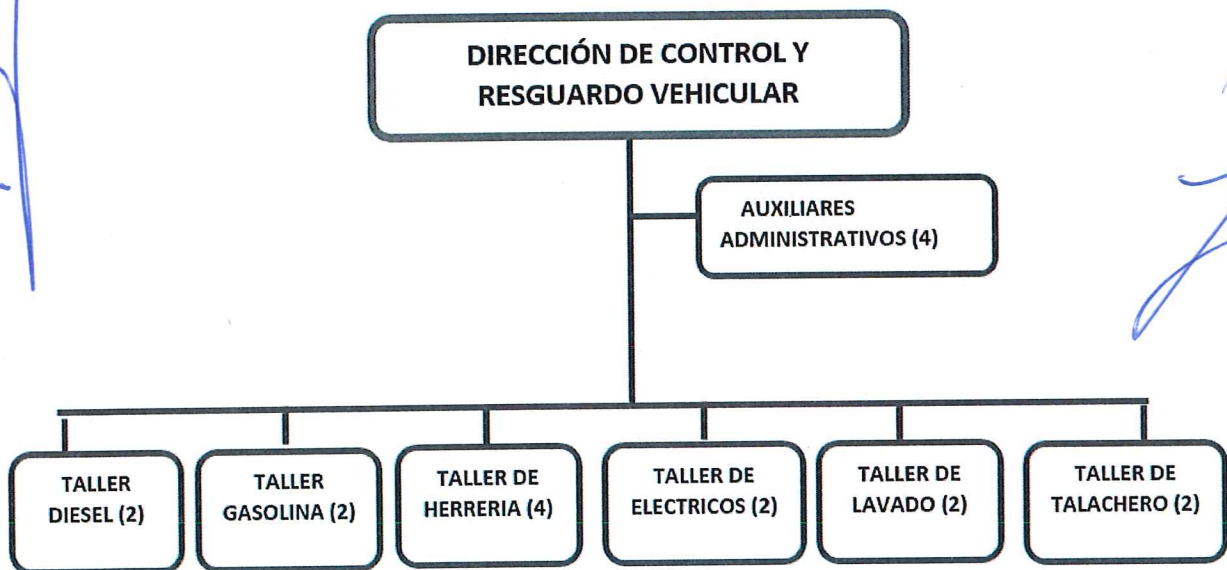 DIRECCIÓN DE CONTROL Y
RESGUARDO VEHICULAR
AUXILIARES
ADMINISTRATIVOS (4)
TALLER
DIESEL (2)
TALLER
GASOLINA (2)
TALLER DE
HERRERIA (4)
TALLER DE
ELECTRICOS (2)
TALLER DE
LAVADO (2)
TALLER DE
TALACHERO (2)